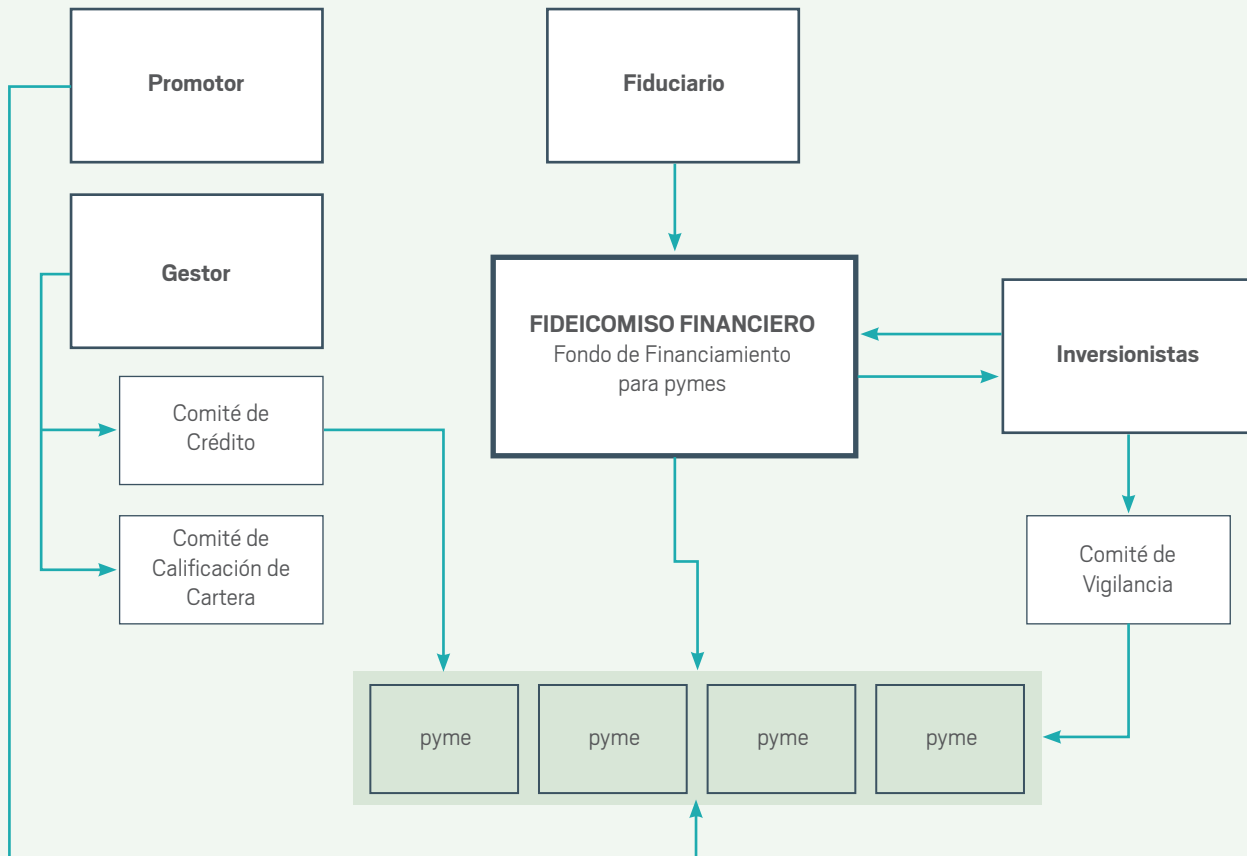 Promotor
Fiduciario
Gestor
FIDEICOMISO FINANCIERO
Fondo de Financiamiento
para pymes
Inversionistas
Comité de
Crédito
Comité de
Calificación de
Cartera
Comité de
Vigilancia
pyme
pyme
pyme
pyme